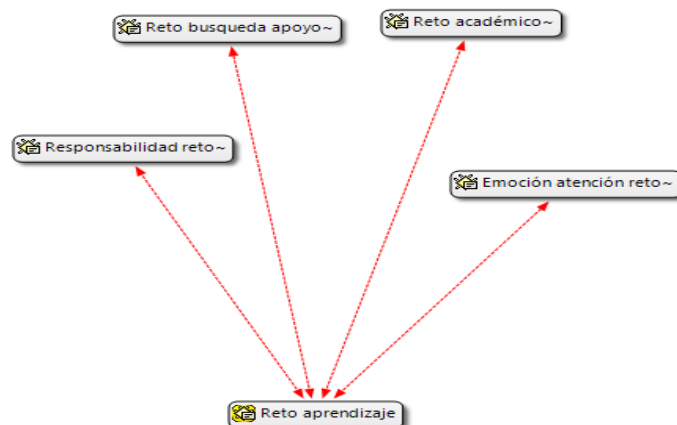 Reto busqueda apoyo~
Reto académico~
Responsabilidad reto~
Emoción atención reto~
Reto aprendizaje